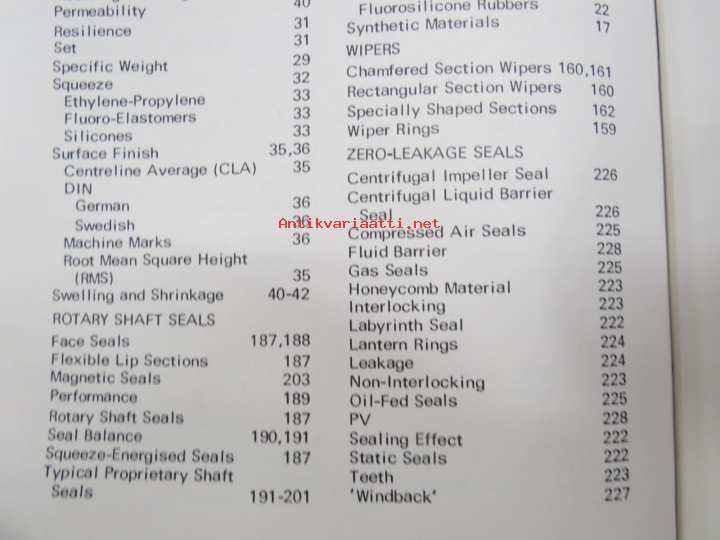 40
Permeability
Resilience 31
Set 31
Specific Weight 29
Squeeze 32
Ethylene-Propylene 33
Fluoro-Elastomers 33
Silicones 33
Surface Finish 35,36
Centreline Average (CLA) 35
DIN
German 36
Swedish 36
Machine Marks 36
Root Mean Square Height
(RMS) 35
Swelling and Shrinkage 40-42
ROTARY SHAFT SEALS
Face Seals 187,188
Flexible Lip Sections 187
Magnetic Seals 203
Performance 189
Rotary Shaft Seals 187
Seal Balance 190,191
Squeeze-Energised Seals 187
Typical Proprietary Shaft
Seals 191-201
Fluorosilicone Rubbers 22
Synthetic Materials 17
WIPERS
Chamfered Section Wipers 160,161
Rectangular Section Wipers 160
Specially Shaped Sections 162
Wiper Rings 159
ZERO-LEAKAGE SEALS
Centrifugal Impeller Seal 226
Centrifugal Liquid Barrier
Seal 226
Compressed Air Seals 225
Fluid Barrier 228
Gas Seals 225
Honeycomb Material 223
Interlocking 223
Labyrinth Seal 222
Lantern Rings 224
Leakage 224
Non-Interlocking 223
Oil-Fed Seals 225
PV 228
Sealing Effect 222
Static Seals 222
Teeth 223
'Windback' 227
Antikvariaatti.net